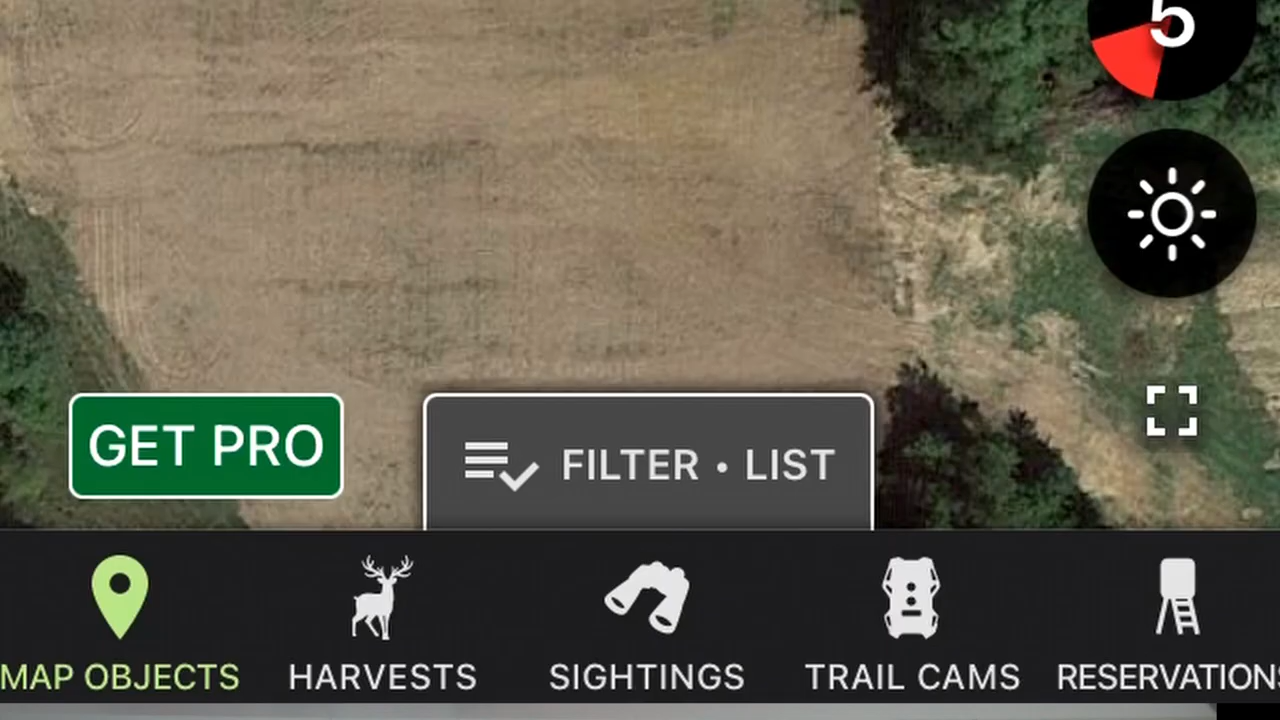 5
GET PRO
FILTER • LIST
MAP OBJECTS
HARVESTS
SIGHTINGS
TRAIL CAMS
RESERVATIONS